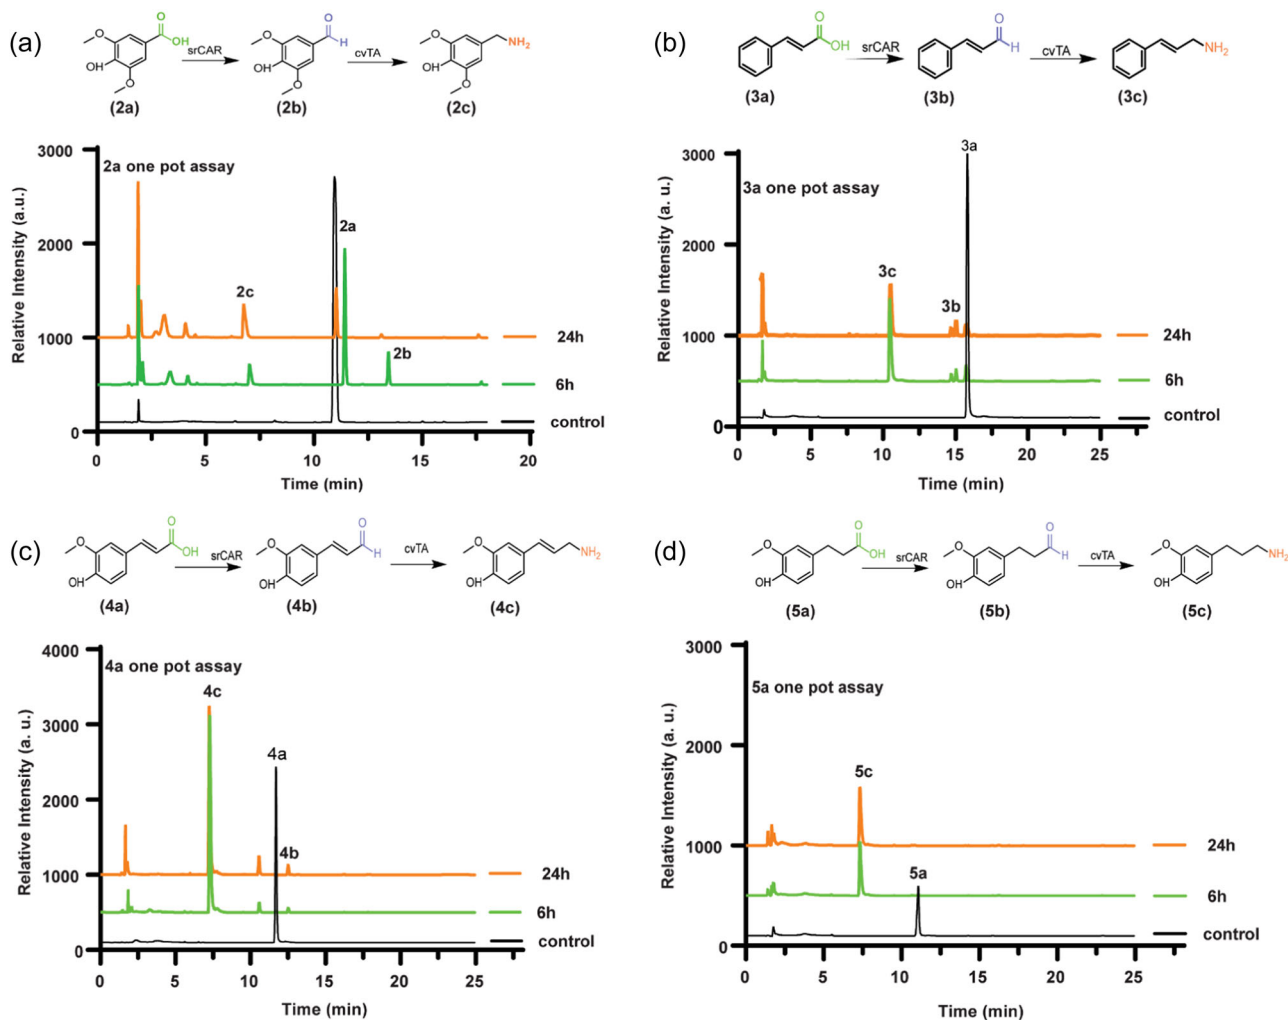 (a)
O
OH
O
OH
O
(2a)
srCAR
O
H
O
OH
O
(2b)
cvTA
NH2
O
OH
O
(2c)
2a one pot assay
Relative Intensity (a.u.)
3000
2000
1000
0
2c
2a
2b
24h
6h
control
0 5 10 15 20
Time (min)
(b)
O
OH
(3a)
srCAR
O
H
(3b)
cvTA
NH2
(3c)
3a one pot assay
Relative Intensity (a. u.)
3000
2000
1000
0
3c
3b
3a
24h
6h
control
0 5 10 15 20 25
Time (min)
(c)
O
OH
O
OH
(4a)
srCAR
O
H
O
OH
(4b)
cvTA
NH2
O
OH
(4c)
4a one pot assay
Relative Intensity (a. u.)
4000
3000
2000
1000
0
4c
4a
4b
24h
6h
control
0 5 10 15 20 25
Time (min)
(d)
O
OH
O
OH
(5a)
srCAR
O
H
O
OH
(5b)
cvTA
NH2
O
OH
(5c)
5a one pot assay
Relative Intensity (a. u.)
3000
2000
1000
0
5c
5a
24h
6h
control
0 5 10 15 20 25
Time (min)